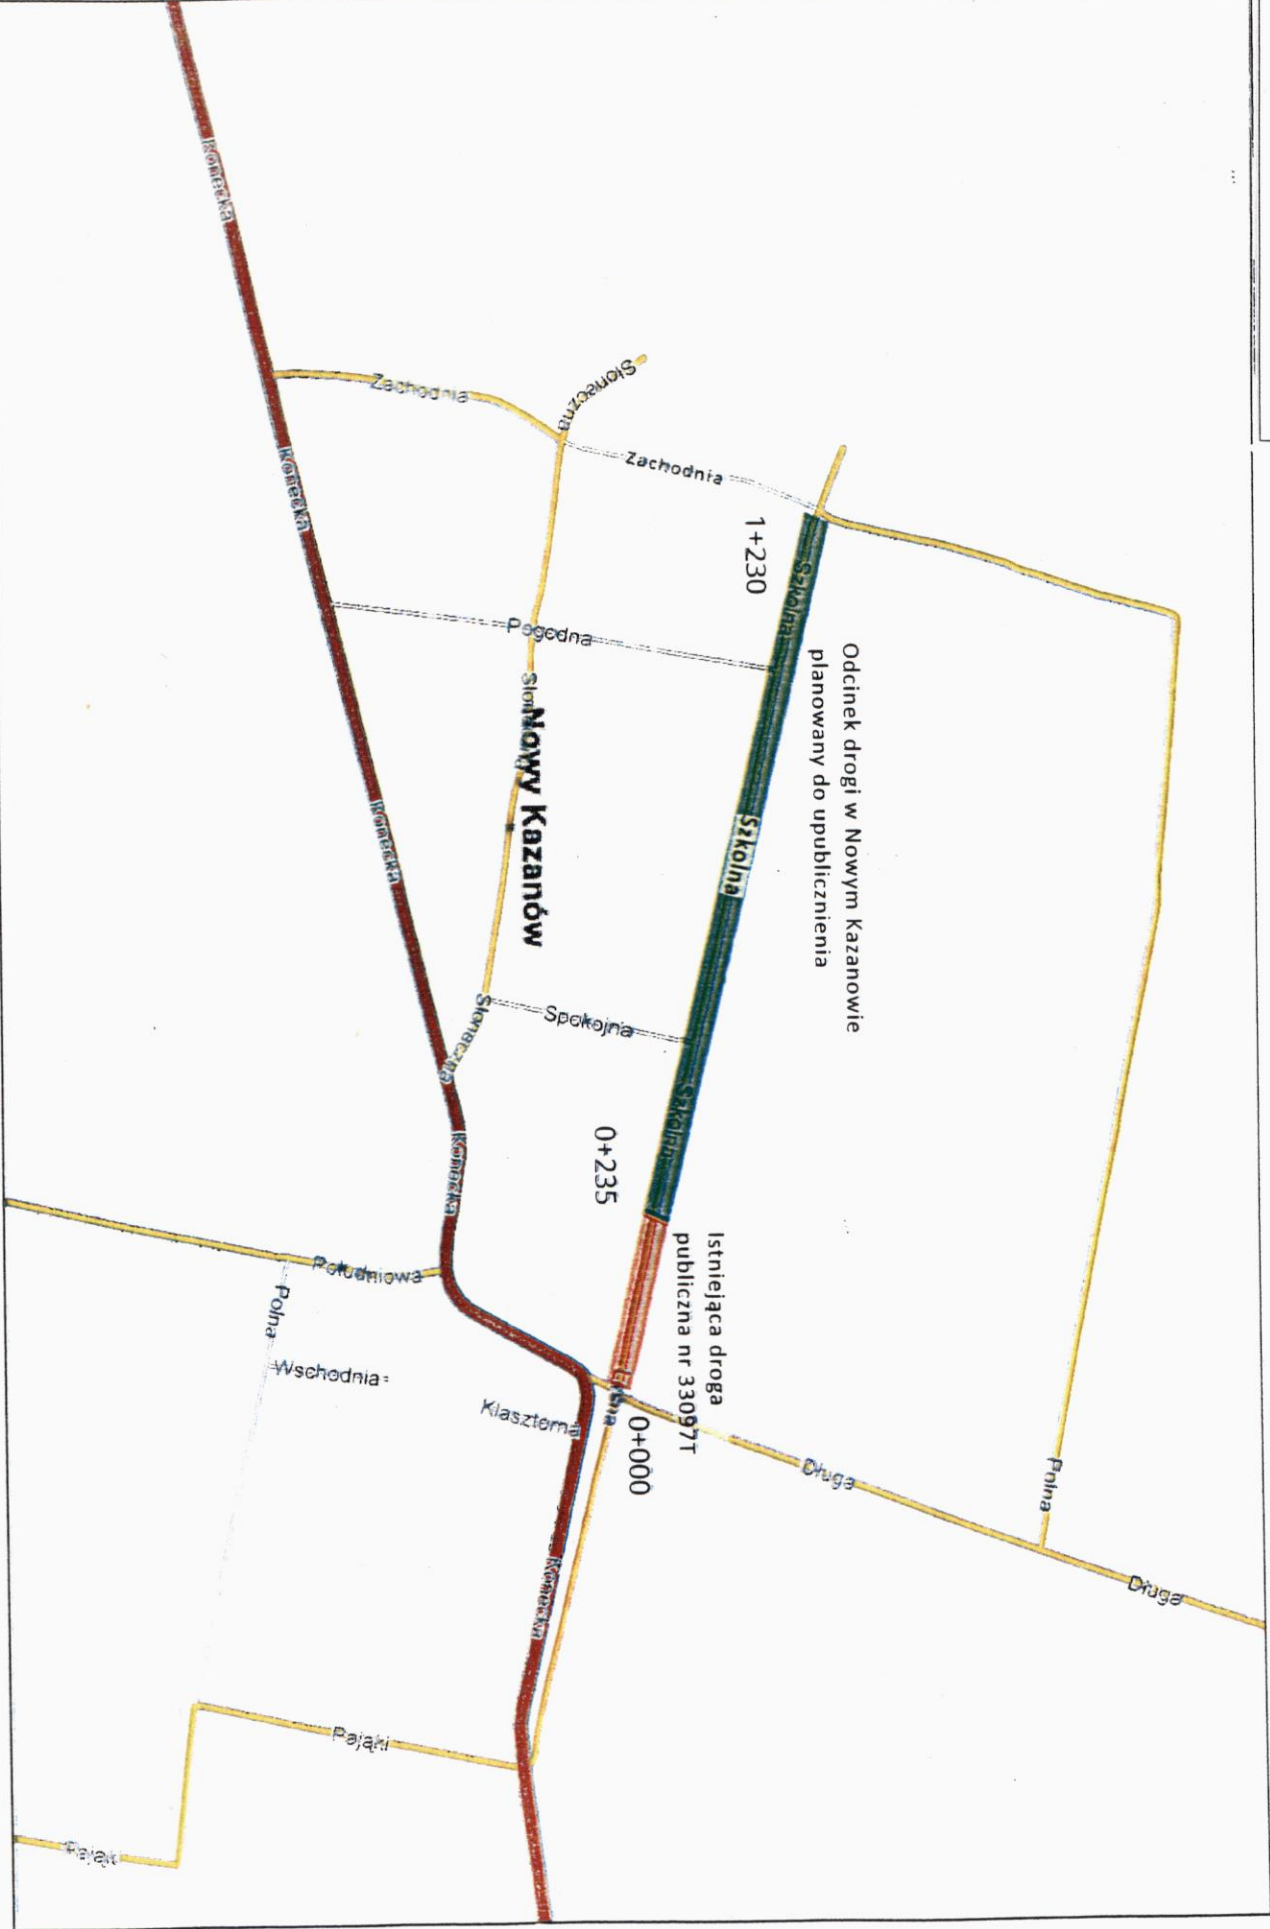 Konecka
Zachodnia
Słoneczna
Zachodnia
Konecka
1+230
Szkolna
Odcinek drogi w Nowym Kazanowie
planowany do upublicznienia
Pogodna
Nowy Kazanów
Szkolna
Konecka
Spokojna
Słoneczna
Szkolna
0+235
Konecka
Istniejąca droga
publiczna nr 33097T
0+000
Południowa
Polna
Wschodnia
Klasztorna
Długa
Polna
Długa
Konecka
Pająki
Pająki